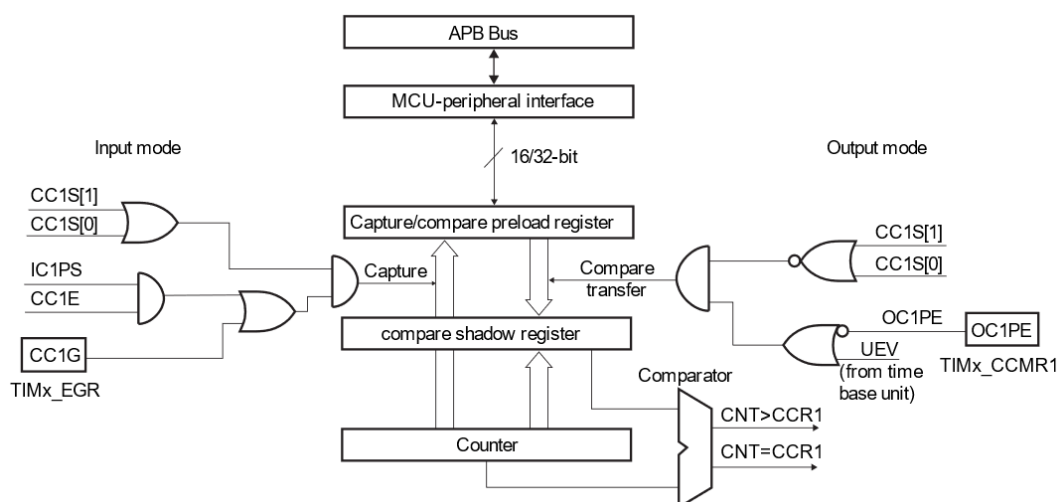 APB Bus
MCU-peripheral interface
Input mode
16/32-bit
Output mode
CC1S[1]
CC1S[0]
Capture/compare preload register
CC1S[1]
CC1S[0]
IC1PS
CC1E
Capture
Compare
transfer
compare shadow register
OC1PE
OC1PE
CC1G
TIMx_EGR
UEV
(from time
base unit)
TIMx_CCMR1
Comparator
CNT>CCR1
Counter
CNT=CCR1